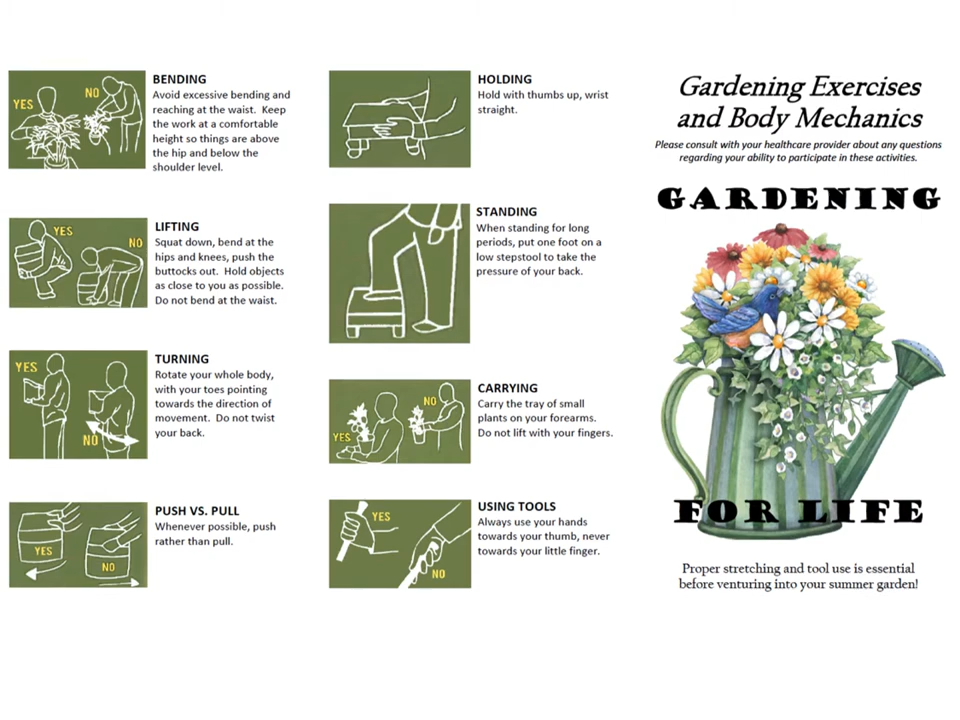 BENDING
Avoid excessive bending and
reaching at the waist. Keep
the work at a comfortable
height so things are above
the hip and below the
shoulder level.
YES
NO
LIFTING
Squat down, bend at the
hips and knees, push the
buttocks out. Hold objects
as close to you as possible.
Do not bend at the waist.
YES
NO
TURNING
Rotate your whole body,
with your toes pointing
towards the direction of
movement. Do not twist
your back.
YES
NO
PUSH VS. PULL
Whenever possible, push
rather than pull.
YES
NO
HOLDING
Hold with thumbs up, wrist
straight.
STANDING
When standing for long
periods, put one foot on a
low stepstool to take the
pressure of your back.
CARRYING
Carry the tray of small
plants on your forearms.
Do not lift with your fingers.
YES
NO
USING TOOLS
Always use your hands
towards your thumb, never
towards your little finger.
YES
NO
Gardening Exercises
and Body Mechanics
Please consult with your healthcare provider about any questions
regarding your ability to participate in these activities.
GARDENING
FOR LIFE
Proper stretching and tool use is essential
before venturing into your summer garden!